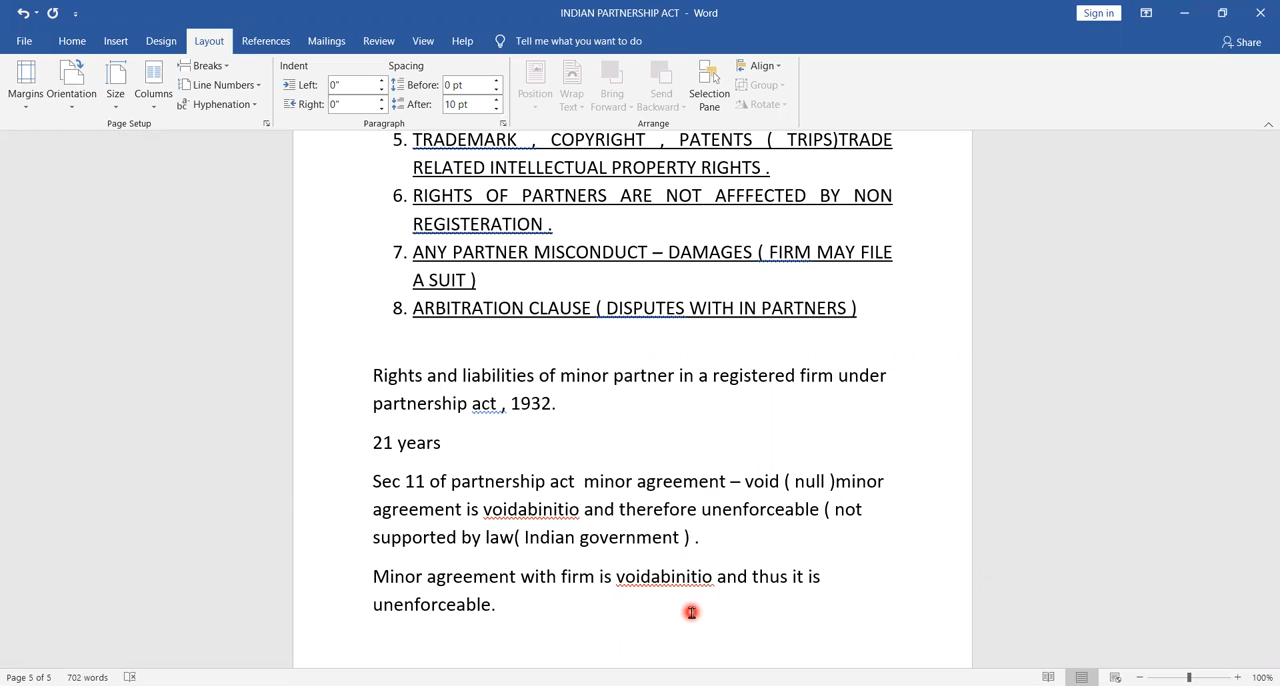 INDIAN PARTNERSHIP ACT - Word
Sign in
File Home Insert Design Layout References Mailings Review View Help Tell me what you want to do
Share
Margins Orientation Size Columns
Breaks
Line Numbers
Hyphenation
Page Setup
Indent
Left: 0"
Right: 0"
Spacing
Before: 0 pt
After: 10 pt
Paragraph
Position Wrap Text Bring Forward Send Backward Selection Pane
Align
Group
Rotate
Arrange
5. TRADEMARK , COPYRIGHT , PATENTS ( TRIPS)TRADE
RELATED INTELLECTUAL PROPERTY RIGHTS .
6. RIGHTS OF PARTNERS ARE NOT AFFFECTED BY NON
REGISTERATION .
7. ANY PARTNER MISCONDUCT – DAMAGES ( FIRM MAY FILE
A SUIT )
8. ARBITRATION CLAUSE ( DISPUTES WITH IN PARTNERS )
Rights and liabilities of minor partner in a registered firm under
partnership act , 1932.
21 years
Sec 11 of partnership act minor agreement – void ( null )minor
agreement is voidabinitio and therefore unenforceable ( not
supported by law( Indian government ) .
Minor agreement with firm is voidabinitio and thus it is
unenforceable.
Page 5 of 5 702 words
100%